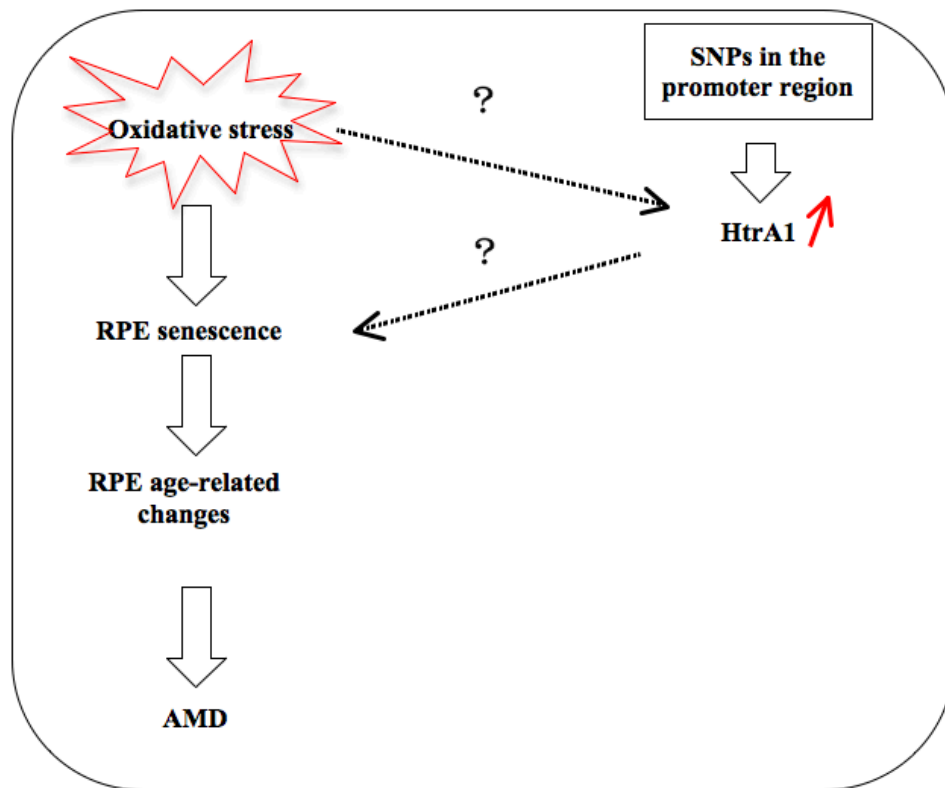 SNPs in the
promoter region
?
Oxidative stress
HtrA1
?
RPE senescence
RPE age-related
changes
AMD